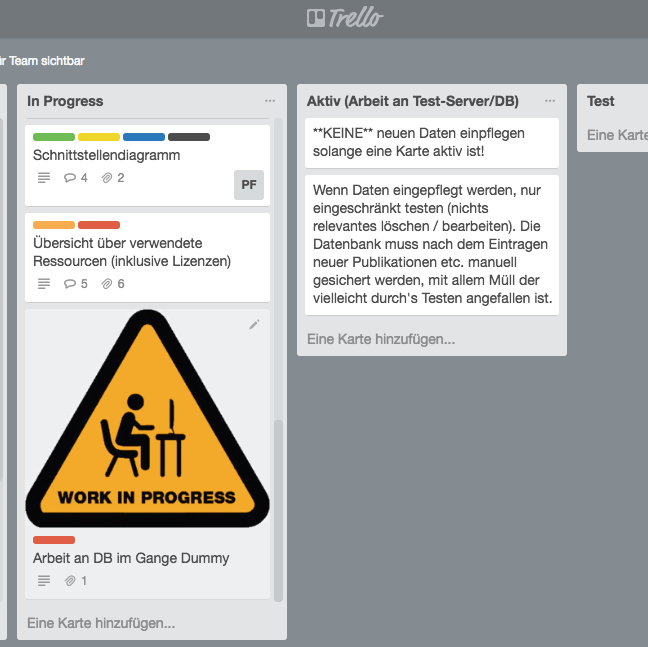 Trello
r Team sichtbar
In Progress
Schnittstellendiagramm
4 2
PF
Übersicht über verwendete
Ressourcen (inklusive Lizenzen)
5 6
WORK IN PROGRESS
Arbeit an DB im Gange Dummy
1
Eine Karte hinzufügen...
Aktiv (Arbeit an Test-Server/DB)
**KEINE** neuen Daten einpflegen
solange eine Karte aktiv ist!
Wenn Daten eingepflegt werden, nur
eingeschränkt testen (nichts
relevantes löschen / bearbeiten). Die
Datenbank muss nach dem Eintragen
neuer Publikationen etc. manuell
gesichert werden, mit allem Müll der
vielleicht durch's Testen angefallen ist.
Eine Karte hinzufügen...
Test
Eine Karte